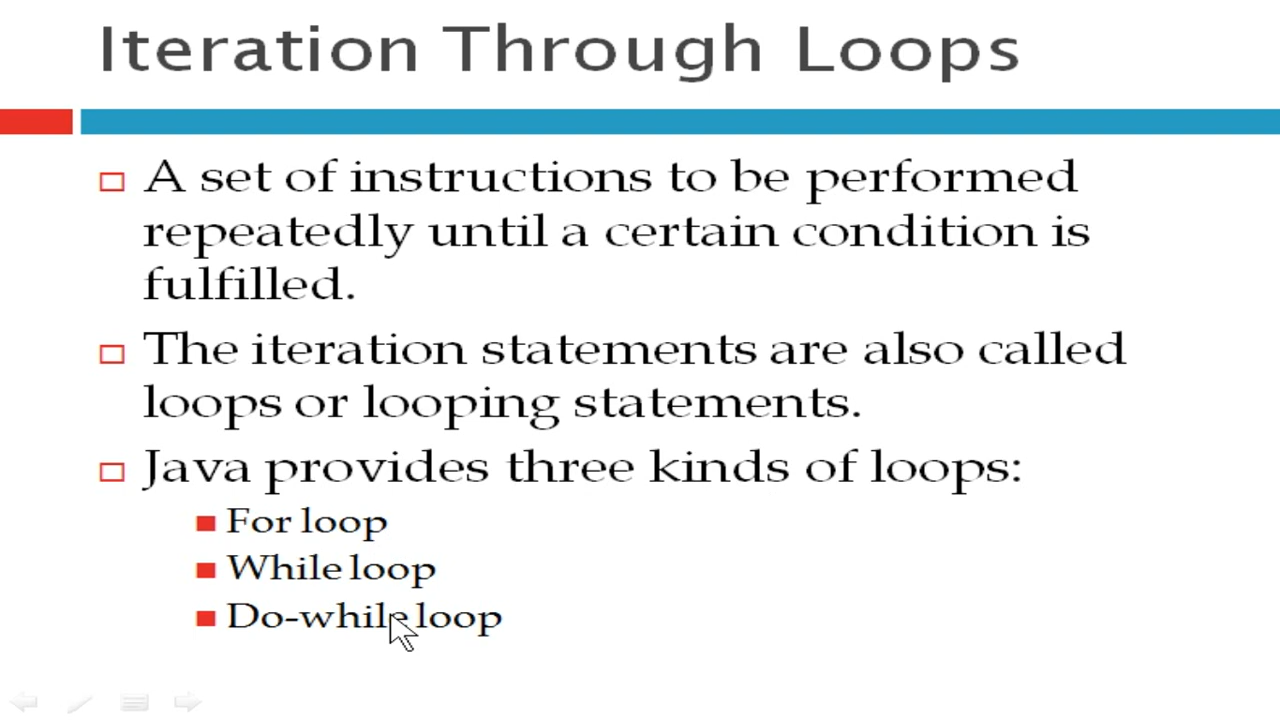 Iteration Through Loops
A set of instructions to be performed
repeatedly until a certain condition is
fulfilled.
The iteration statements are also called
loops or looping statements.
Java provides three kinds of loops:
For loop
While loop
Do-while loop